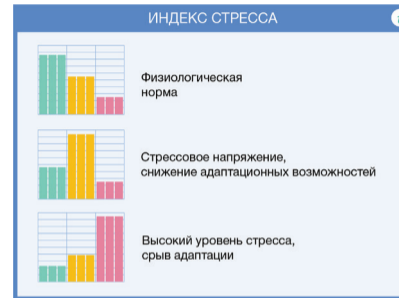 ИНДЕКС СТРЕССА
Физиологическая
норма
Стрессовое напряжение,
снижение адаптационных возможностей
Высокий уровень стресса,
срыв адаптации